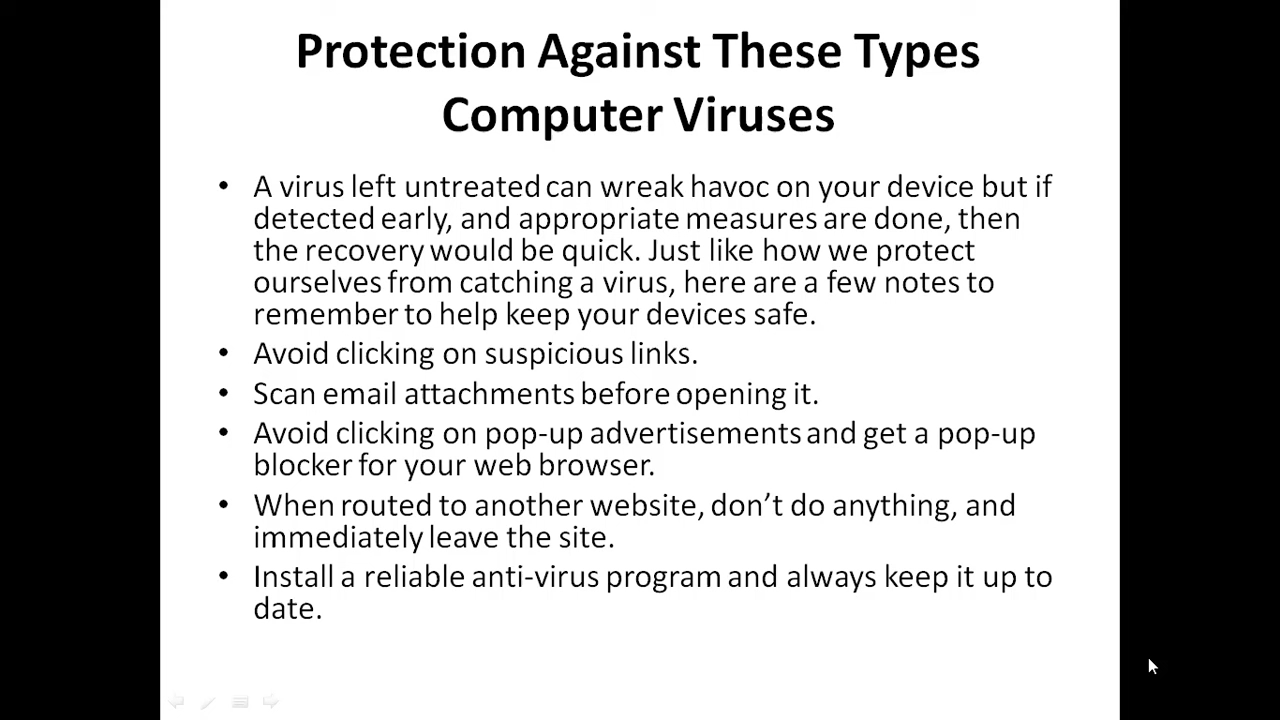 Protection Against These Types
Computer Viruses
• A virus left untreated can wreak havoc on your device but if
detected early, and appropriate measures are done, then
the recovery would be quick. Just like how we protect
ourselves from catching a virus, here are a few notes to
remember to help keep your devices safe.
• Avoid clicking on suspicious links.
• Scan email attachments before opening it.
• Avoid clicking on pop-up advertisements and get a pop-up
blocker for your web browser.
• When routed to another website, don’t do anything, and
immediately leave the site.
• Install a reliable anti-virus program and always keep it up to
date.